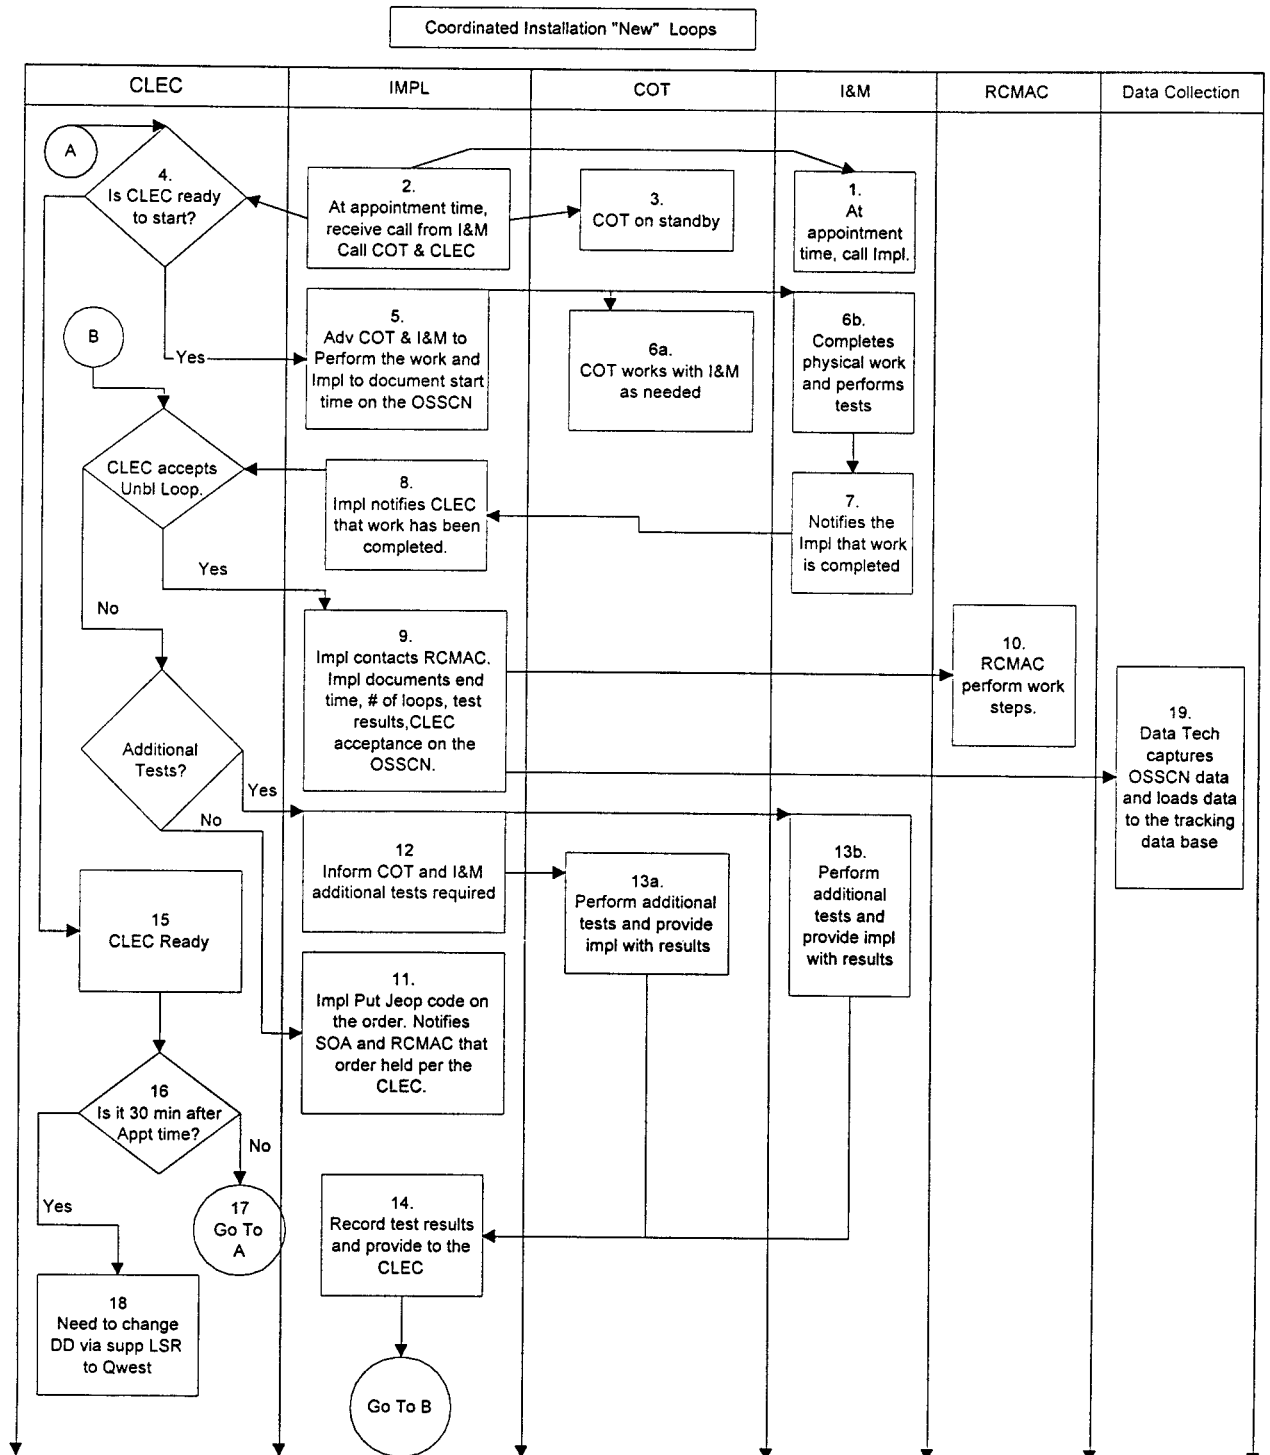 Coordinated Installation "New" Loops
CLEC
IMPL
COT
I&M
RCMAC
Data Collection
A
4.
Is CLEC ready
to start?
2.
At appointment time,
receive call from I&M
Call COT & CLEC
3.
COT on standby
1.
At
appointment
time, call Impl.
B
Yes
5.
Adv COT & I&M to
Perform the work and
Impl to document start
time on the OSSCN
6a.
COT works with I&M
as needed
6b.
Completes
physical work
and performs
tests
CLEC accepts
Unbl Loop.
8.
Impl notifies CLEC
that work has been
completed.
7.
Notifies the
Impl that work
is completed
Yes
No
9.
Impl contacts RCMAC.
Impl documents end
time, # of loops, test
results,CLEC
acceptance on the
OSSCN.
10.
RCMAC
perform work
steps.
19.
Data Tech
captures
OSSCN data
and loads data
to the tracking
data base
Additional
Tests?
Yes
No
12
Inform COT and I&M
additional tests required
13a.
Perform additional
tests and provide
impl with results
13b.
Perform
additional
tests and
provide impl
with results
15
CLEC Ready
11.
Impl Put Jeop code on
the order. Notifies
SOA and RCMAC that
order held per the
CLEC.
16
Is it 30 min after
Appt time?
No
Yes
17
Go To
A
14.
Record test results
and provide to the
CLEC
18
Need to change
DD via supp LSR
to Qwest
Go To B